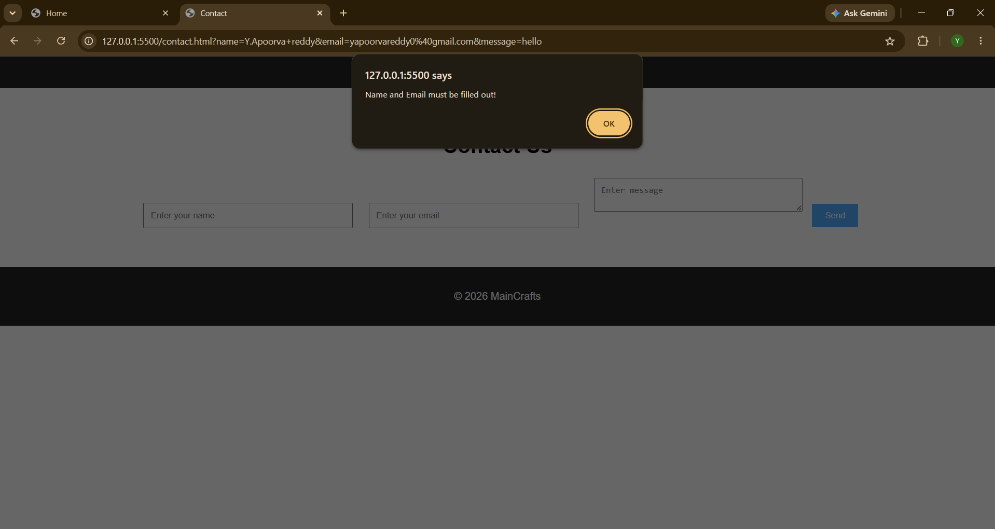 Home
Contact
Ask Gemini
127.0.0.1:5500/contact.html?name=Y.Apoorva+reddy&email=yapoorvareddy0%40gmail.com&message=hello
Y
127.0.0.1:5500 says
Name and Email must be filled out!
OK
Contact Us
Enter your name
Enter your email
Enter message
Send
© 2026 MainCrafts